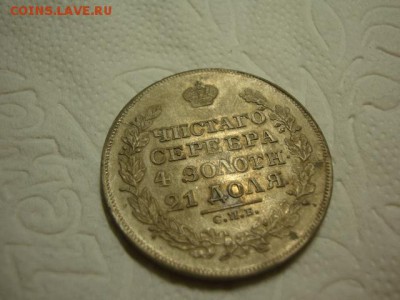 COINS.LAVE.RU
ЧИСТАГО
СЕРЕБРА
4 ЗОЛОТН.
21 ДОЛЯ
С.П.Б.